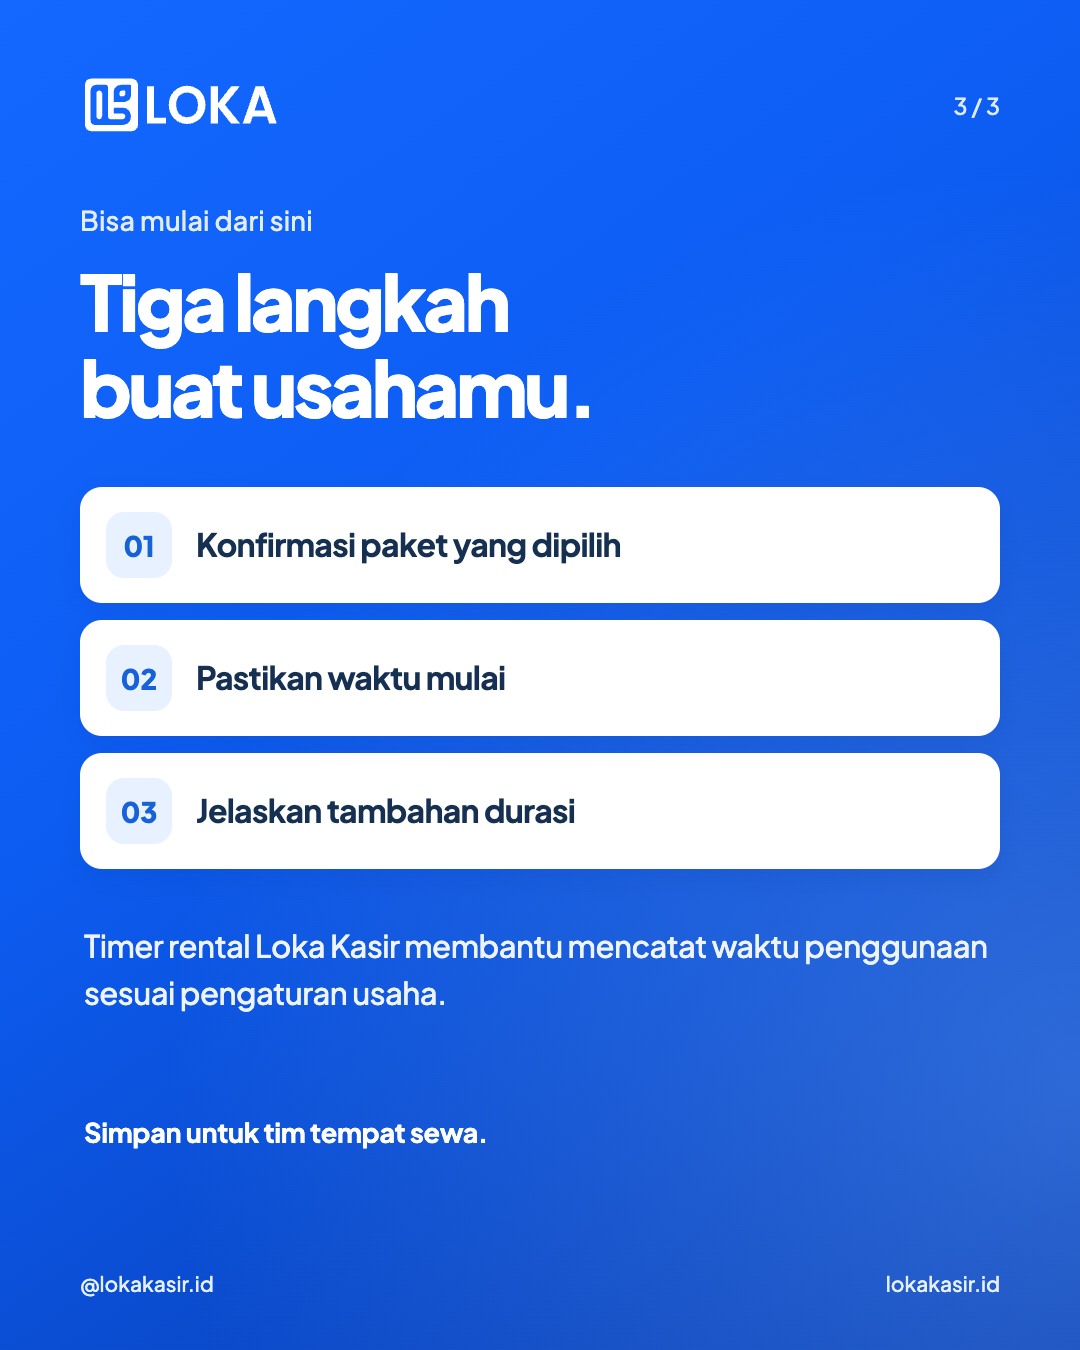 LOKA
3 / 3
Bisa mulai dari sini
Tiga langkah
buat usahamu.
01 Konfirmasi paket yang dipilih
02 Pastikan waktu mulai
03 Jelaskan tambahan durasi
Timer rental Loka Kasir membantu mencatat waktu penggunaan
sesuai pengaturan usaha.
Simpan untuk tim tempat sewa.
@lokakasir.id
lokakasir.id